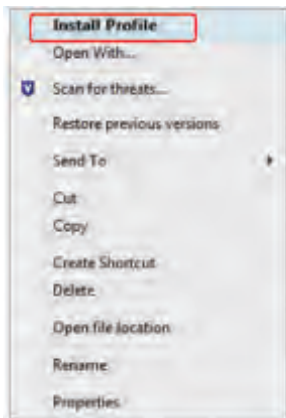 Install Profile
Open With...
Scan for threats...
Restore previous versions
Send To
Cut
Copy
Create Shortcut
Delete
Open file location
Rename
Properties